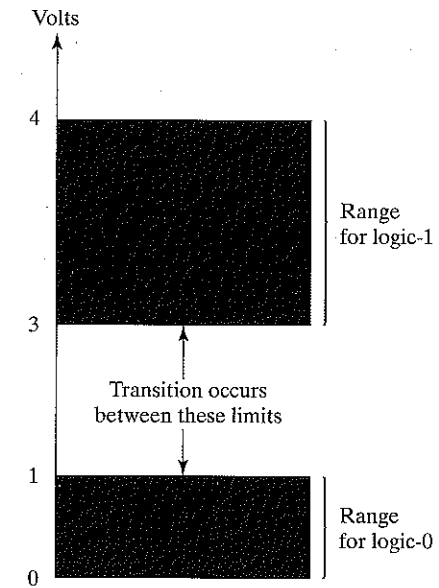 Volts
4
Range
for logic-1
3
Transition occurs
between these limits
1
Range
for logic-0
0